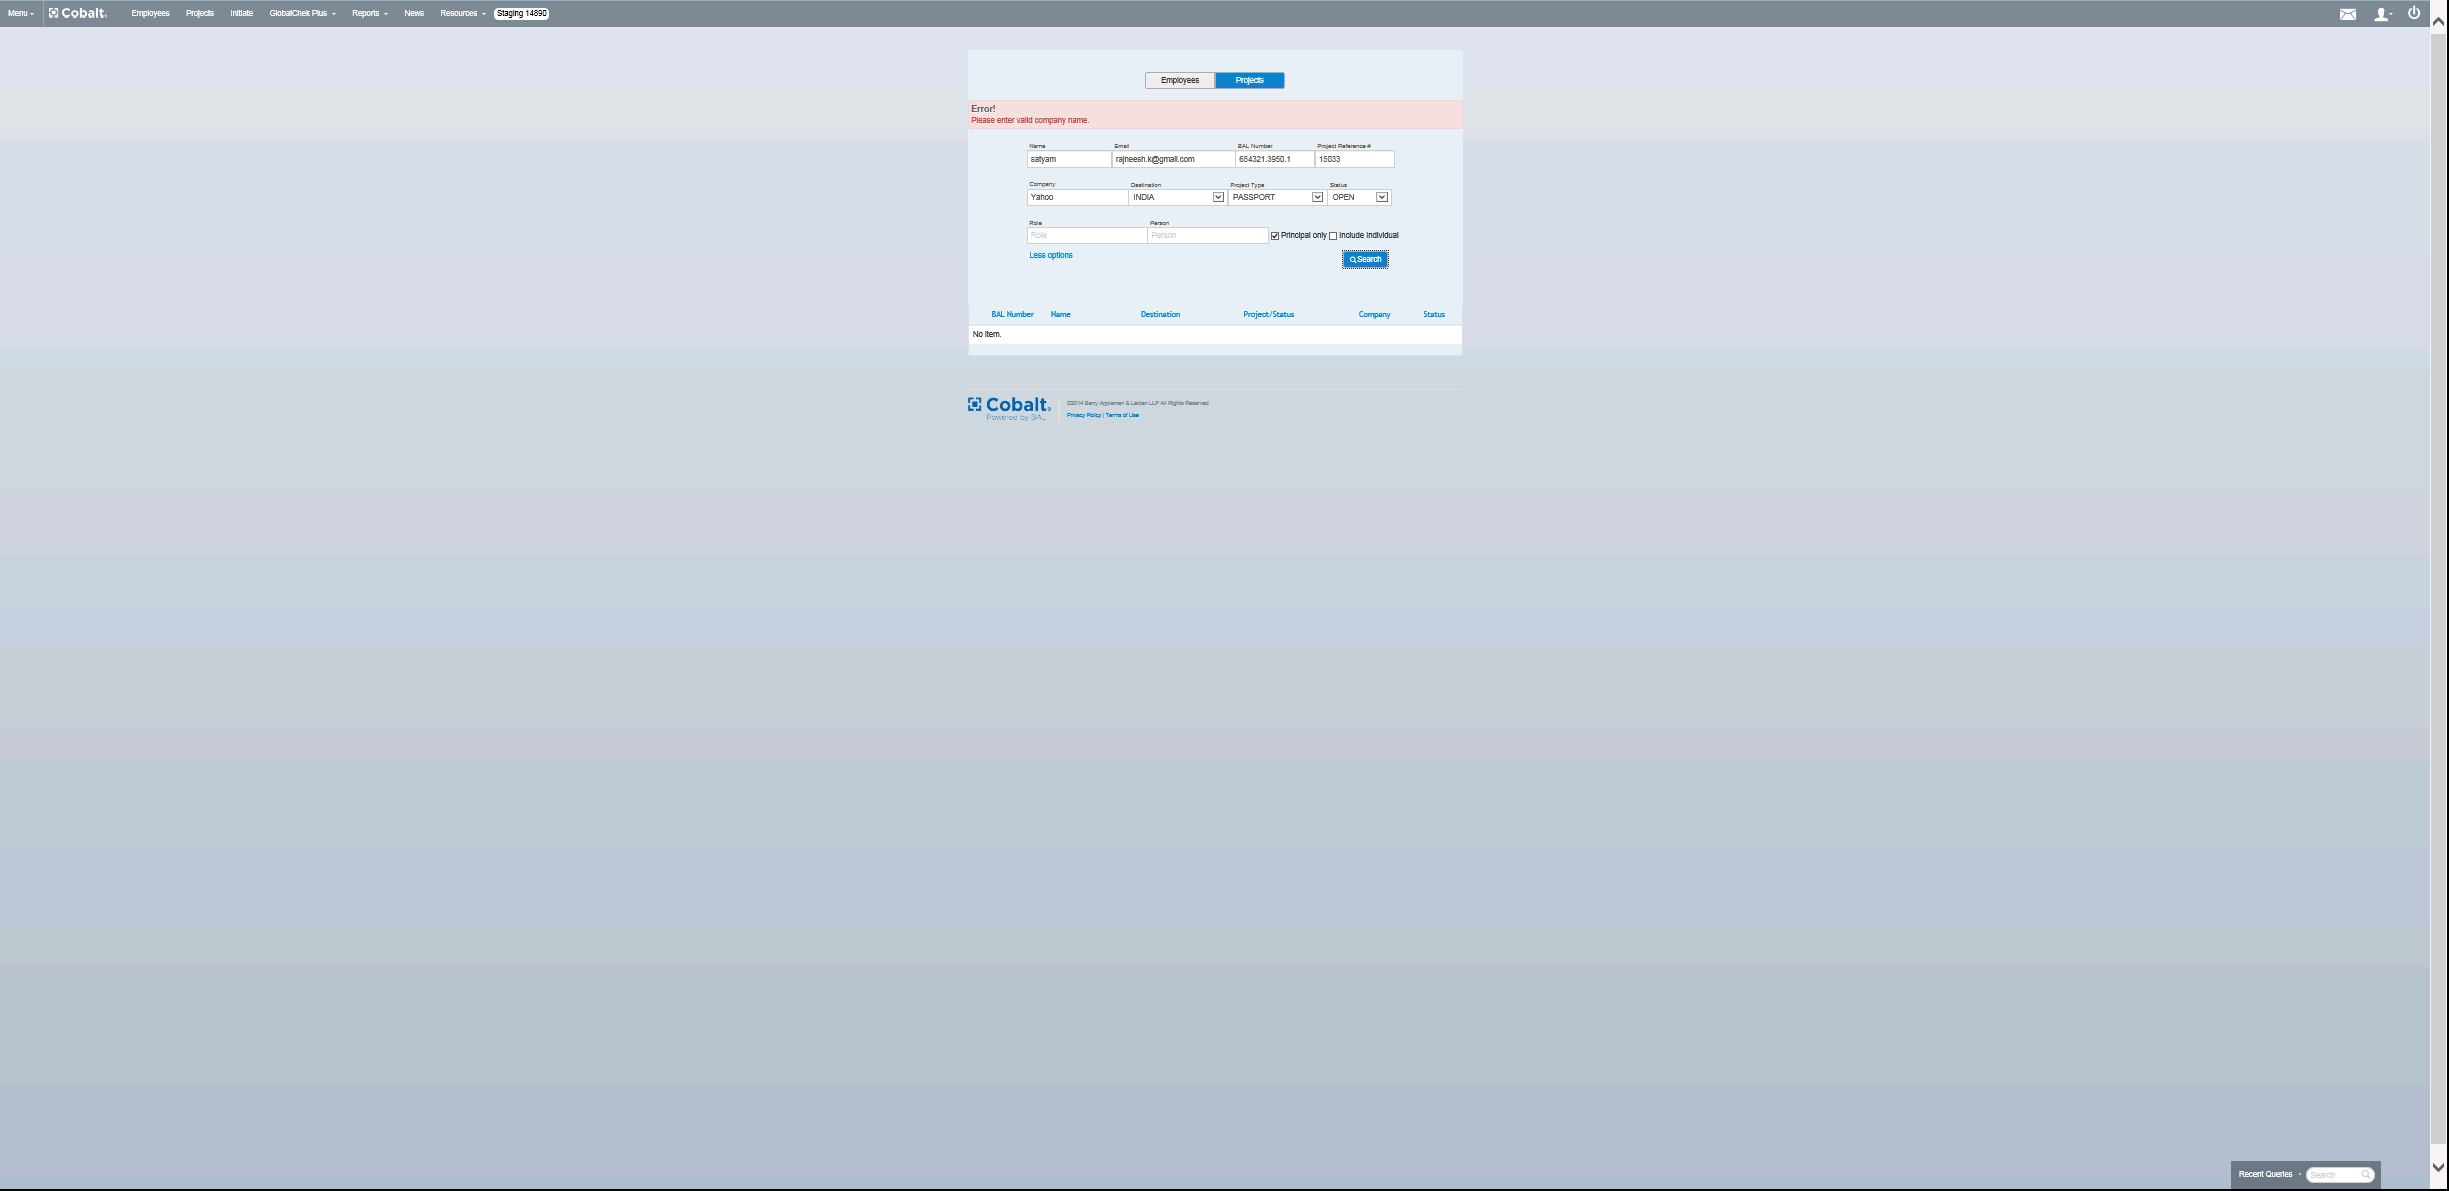 Menu Cobalt Employees Projects Initiate GlobalChek Plus Reports News Resources Staging 14890
Employees Projects
Error!
Please enter valid company name.
Name Email BAL Number Project Reference #
satyam rajneesh.k@gmail.com 654321.3950.1 15033
Company Destination Project Type Status
Yahoo INDIA PASSPORT OPEN
Role Person
Role Person Principal only Include Individual
Less options Search
BAL Number Name Destination Project/Status Company Status
No item.
Cobalt ©2014 Berry Appleman & Leiden LLP All Rights Reserved
Powered by BAL Privacy Policy | Terms of Use
Recent Queries Search